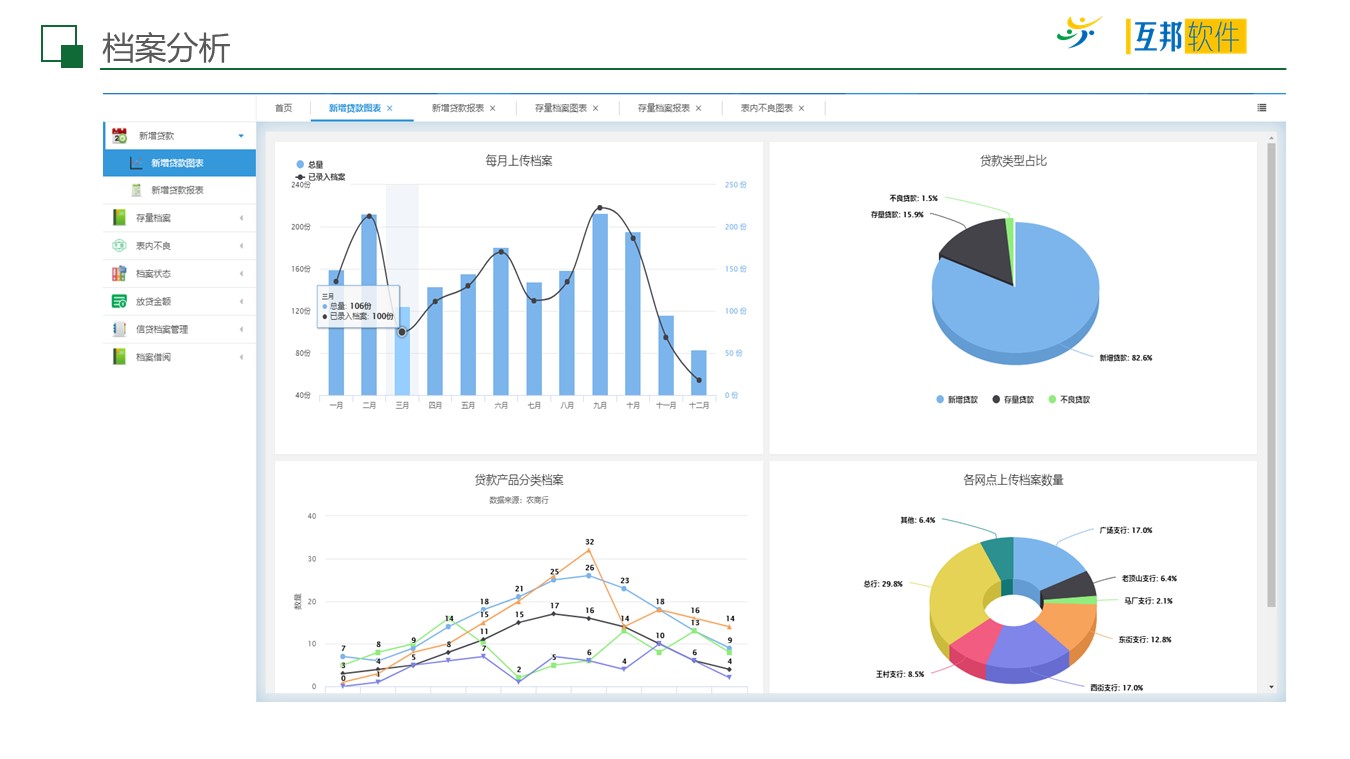 档案分析
互邦软件
首页
新增贷款图表 ×
新增贷款报表 ×
存量档案图表 ×
存量档案报表 ×
表内不良图表 ×
新增贷款
新增贷款图表
新增贷款报表
存量档案
表内不良
档案状态
放贷金额
信贷档案管理
档案借阅
每月上传档案
总量
已录入档案
240份
200份
160份
120份
80份
40份
250 份
200 份
150 份
100 份
50 份
0 份
三月
总量: 106份
已录入档案: 100份
一月 二月 三月 四月 五月 六月 七月 八月 九月 十月 十一月 十二月
贷款类型占比
不良贷款: 1.5%
存量贷款: 15.9%
新增贷款: 82.6%
新增贷款 存量贷款 不良贷款
贷款产品分类档案
数据来源：农商行
数量
40
30
20
10
0
7 3 0
8 4 1
9 5
14 8
18 15 11 7
21 15 2
25 17 5
32 26 16 6
23 14 4
18 10
16 13 6
14 9 4
各网点上传档案数量
其他: 6.4%
广场支行: 17.0%
老顶山支行: 6.4%
马厂支行: 2.1%
总行: 29.8%
东街支行: 12.8%
王村支行: 8.5%
西街支行: 17.0%